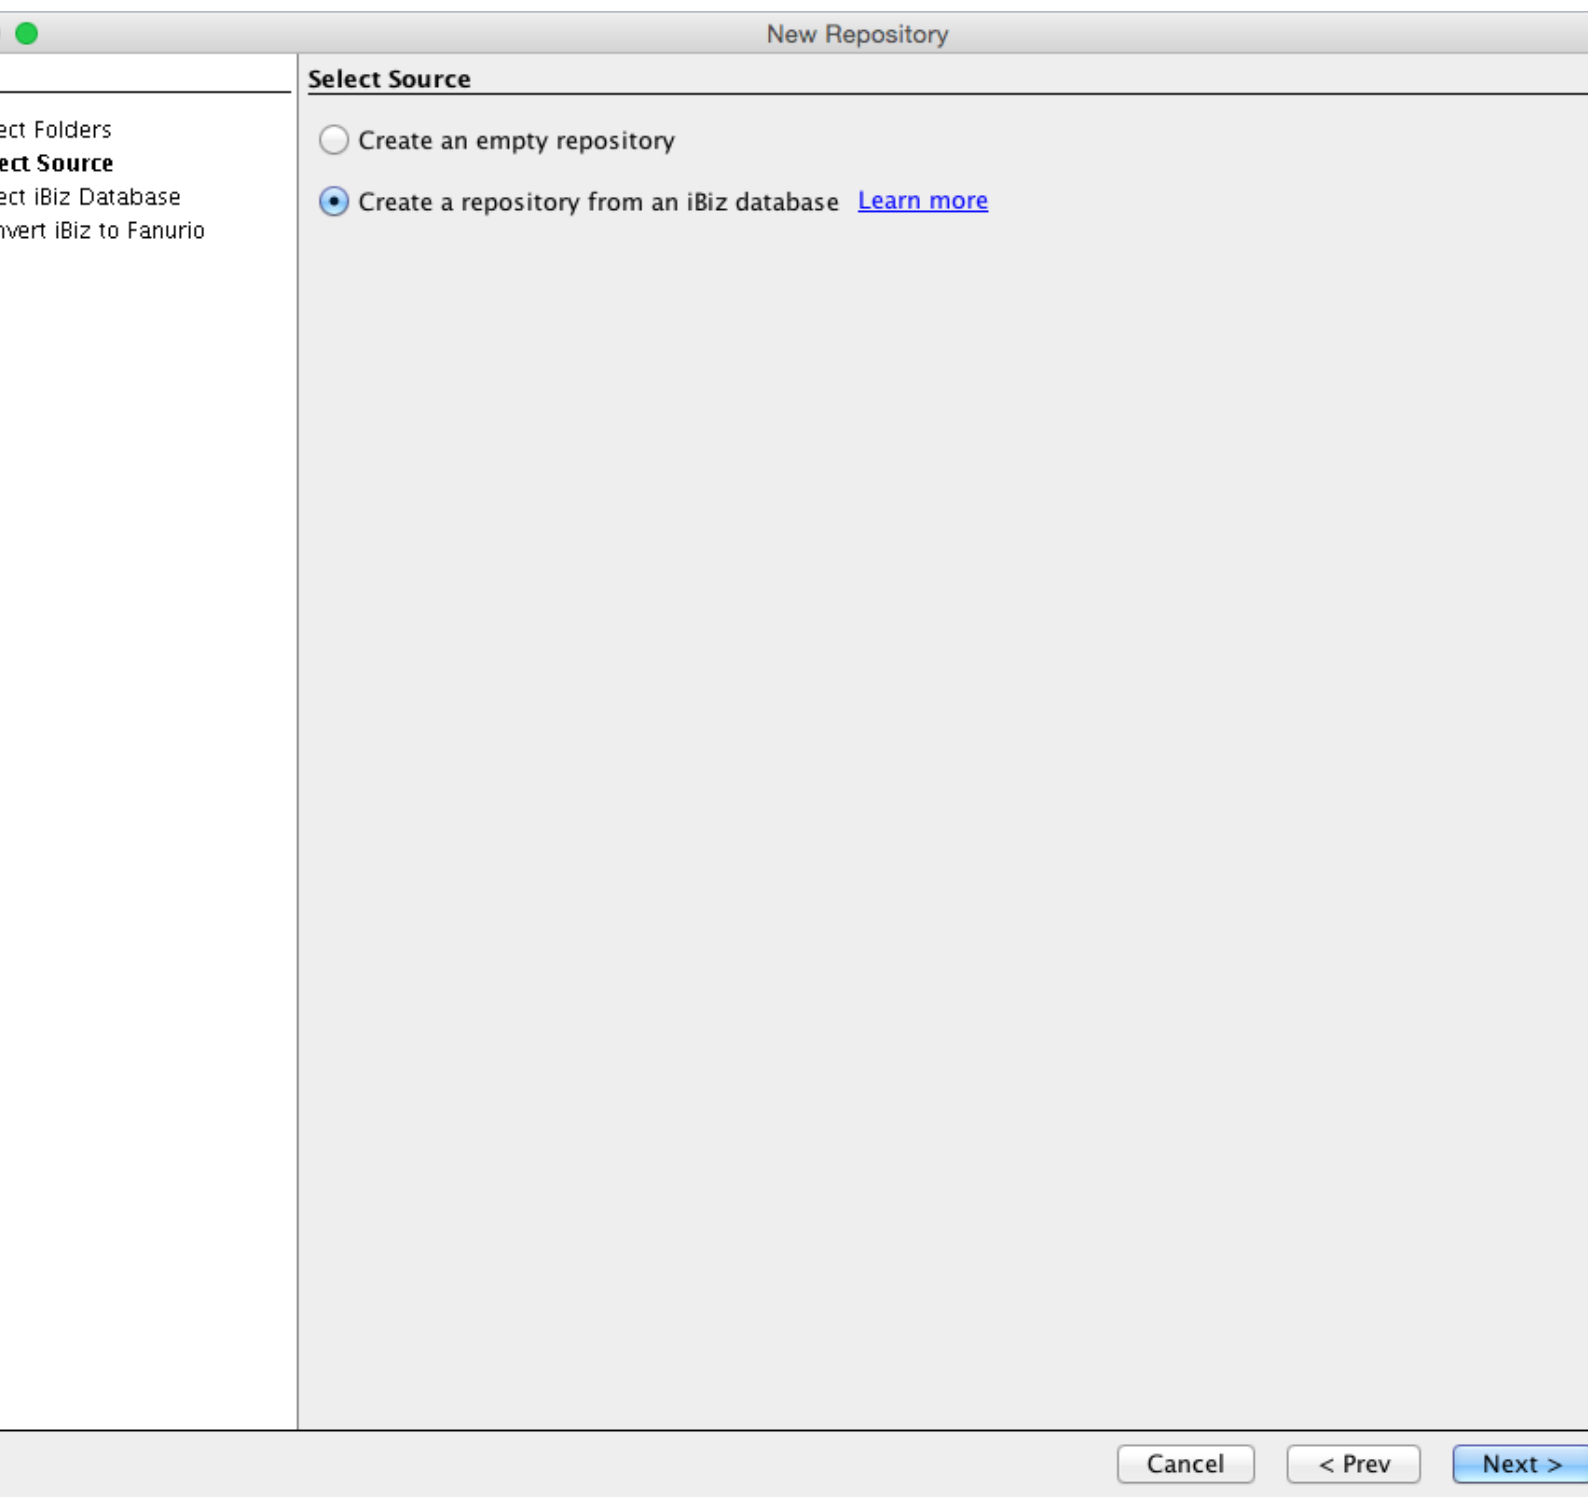 New Repository
Select Source
ect Folders
ect Source
ect iBiz Database
nvert iBiz to Fanurio
Create an empty repository
Create a repository from an iBiz database Learn more
Cancel
< Prev
Next >